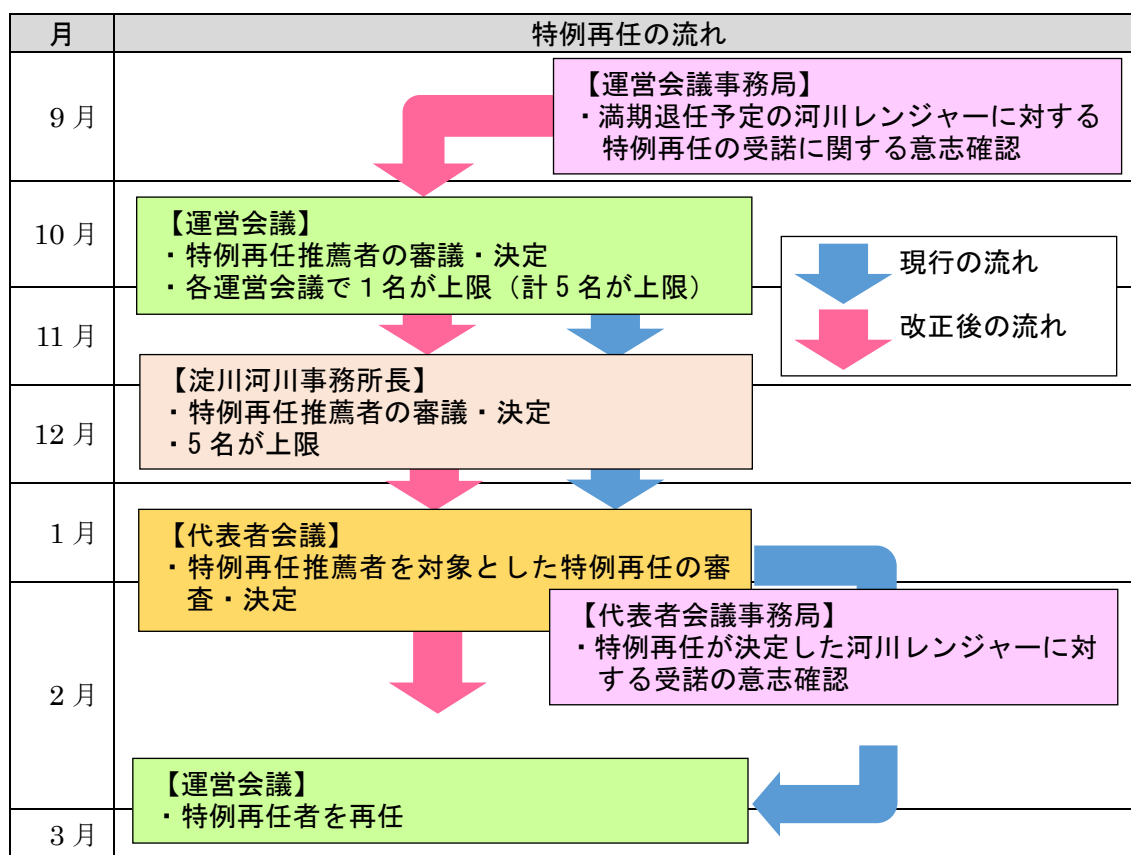 月
特例再任の流れ
9 月
【運営会議事務局】
・満期退任予定の河川レンジャーに対する
特例再任の受諾に関する意志確認
10 月
【運営会議】
・特例再任推薦者の審議・決定
・各運営会議で１名が上限（計５名が上限）
現行の流れ
改正後の流れ
11 月
【淀川河川事務所長】
・特例再任推薦者の審議・決定
・５名が上限
12 月
1 月
【代表者会議】
・特例再任推薦者を対象とした特例再任の審
査・決定
【代表者会議事務局】
・特例再任が決定した河川レンジャーに対
する受諾の意志確認
2 月
【運営会議】
・特例再任者を再任
3 月